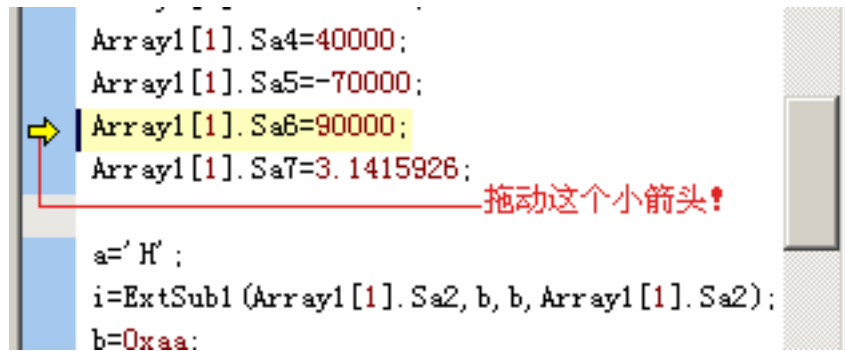 Array1[1].Sa4=40000;
Array1[1].Sa5=-70000;
Array1[1].Sa6=90000;
Array1[1].Sa7=3.1415926;
拖动这个小箭头!
a='H';
i=ExtSub1(Array1[1].Sa2,b,b,Array1[1].Sa2);
b=0xaa;